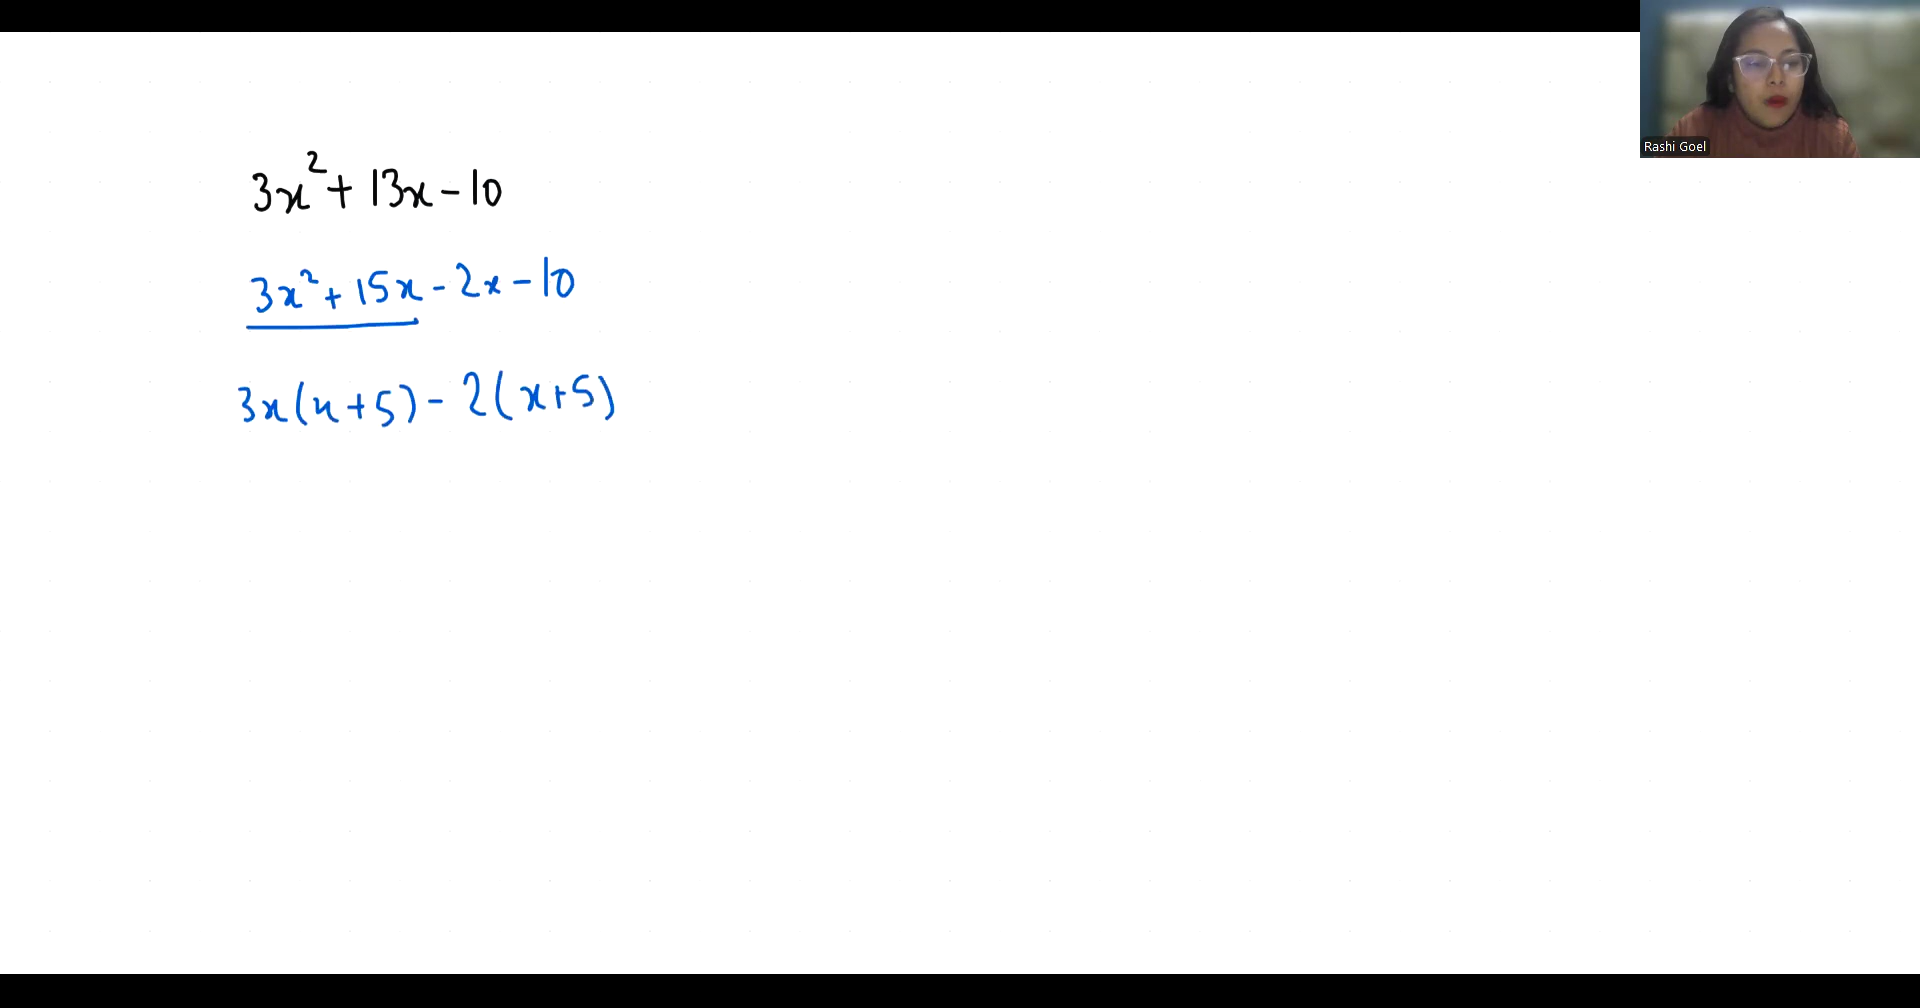 3x² + 13x - 10
3x² + 15x - 2x - 10
3x(x+5) - 2(x+5)
Rashi Goel